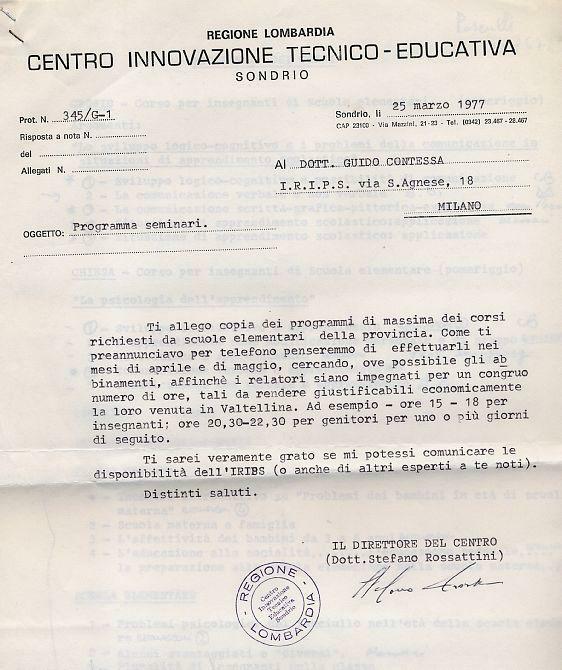 REGIONE LOMBARDIA
CENTRO INNOVAZIONE TECNICO-EDUCATIVA
SONDRIO
Prot. N. 345/G-1
Risposta a nota N.
del
Allegati N.
Sondrio, li 25 marzo 1977
CAP 23100 - Via Mazzini, 21-23 - Tel. (0342) 23.467 - 28.467
Al DOTT. GUIDO CONTESSA
I.R.I.P.S. via S.Agnese, 18
MILANO
OGGETTO: Programma seminari.
Ti allego copia dei programmi di massima dei corsi
richiesti da scuole elementari della provincia. Come ti
preannunciavo per telefono penseremmo di effettuarli nei
mesi di aprile e di maggio, cercando, ove possibile gli ab
binamenti, affinchè i relatori siano impegnati per un congruo
numero di ore, tali da rendere giustificabili economicamente
la loro venuta in Valtellina. Ad esempio - ore 15 - 18 per
insegnanti; ore 20,30-22,30 per genitori per uno o più giorni
di seguito.
Ti sarei veramente grato se mi potessi comunicare le
disponibilità dell'IRIBS (o anche di altri esperti a te noti).
Distinti saluti.
IL DIRETTORE DEL CENTRO
(Dott.Stefano Rossattini)
REGIONE LOMBARDIA
Centro
Innovazione
Tecnico
Educativa
Sondrio